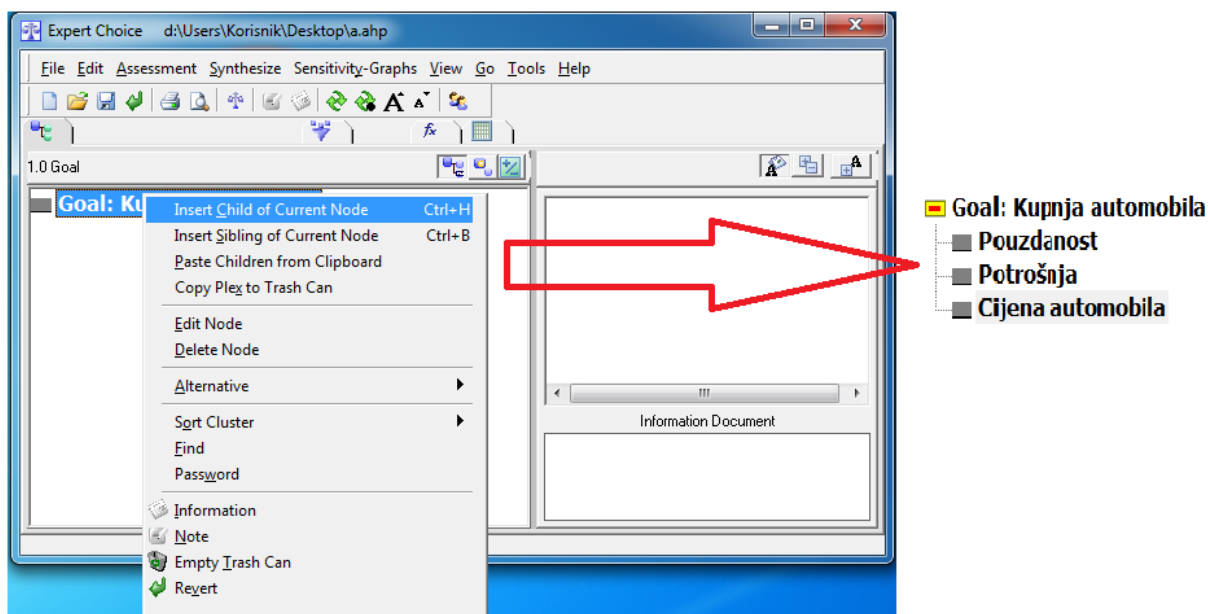 Expert Choice d:\Users\Korisnik\Desktop\a.ahp
File Edit Assessment Synthesize Sensitivity-Graphs View Go Tools Help
1.0 Goal
Goal: Ku
Insert Child of Current Node Ctrl+H
Insert Sibling of Current Node Ctrl+B
Paste Children from Clipboard
Copy Plex to Trash Can
Edit Node
Delete Node
Alternative
Sort Cluster
Find
Password
Information
Note
Empty Trash Can
Revert
Information Document
Goal: Kupnja automobila
Pouzdanost
Potrošnja
Cijena automobila